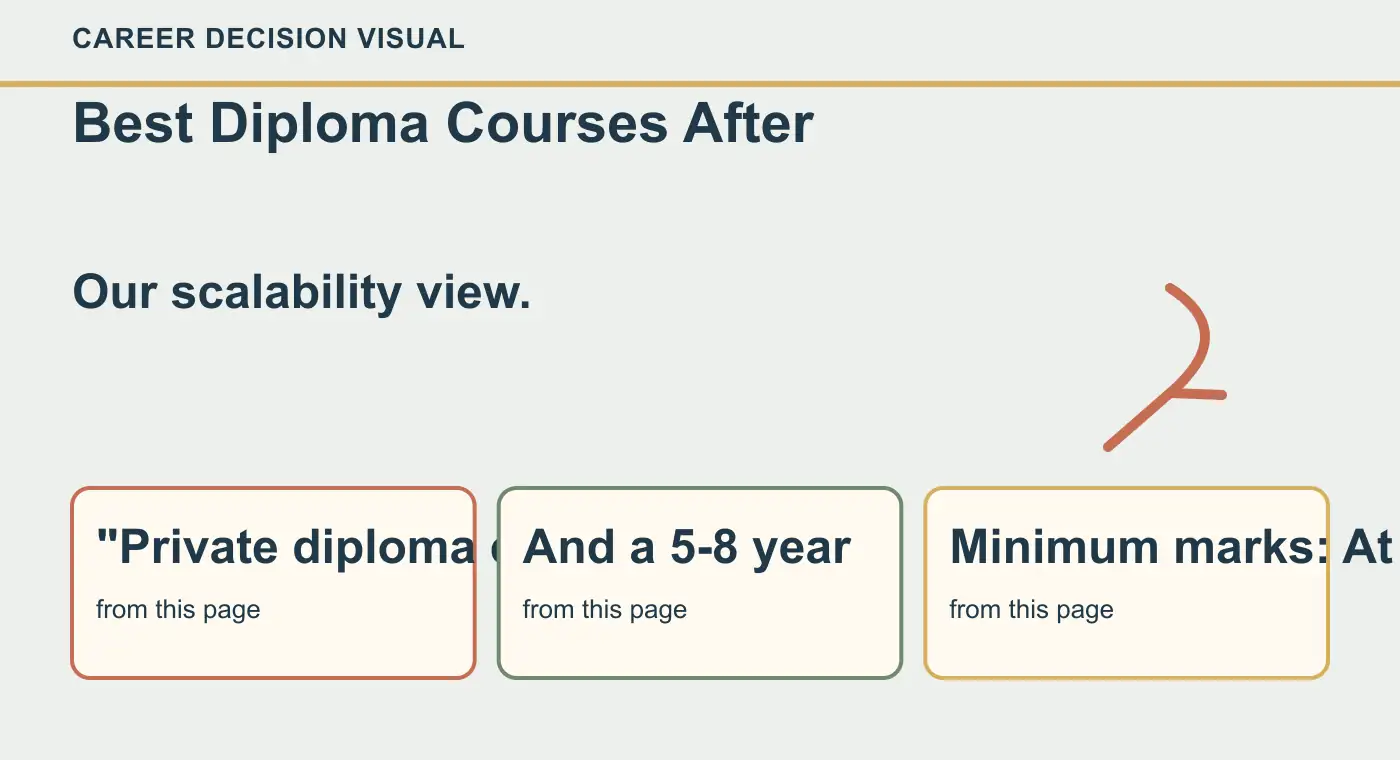 CAREER DECISION VISUAL
Best Diploma Courses After
Our scalability view.
"Private diploma
And a 5-8 year
Minimum marks: At
from this page
from this page
from this page